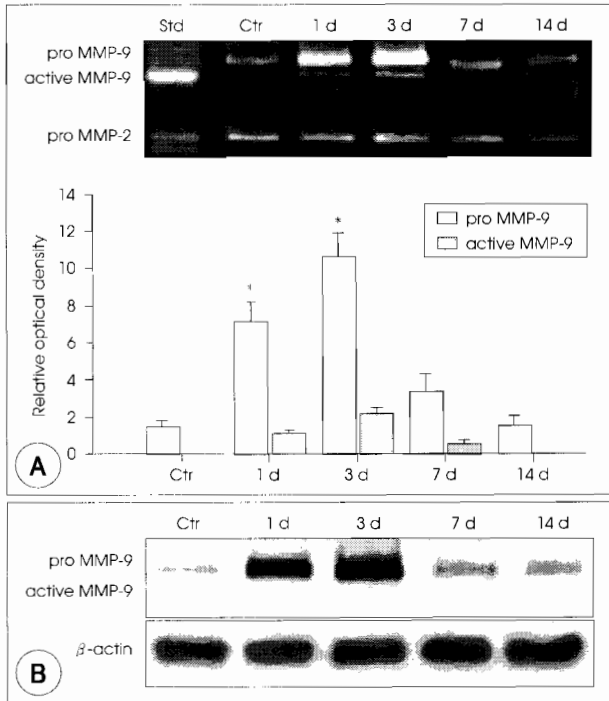 Std Ctr 1 d 3 d 7 d 14 d
pro MMP-9
active MMP-9
pro MMP-2
14
12
10
8
6
4
2
0
Relative optical density
*
*
pro MMP-9
active MMP-9
Ctr 1 d 3 d 7 d 14 d
A
Ctr 1 d 3 d 7 d 14 d
pro MMP-9
active MMP-9
β-actin
B